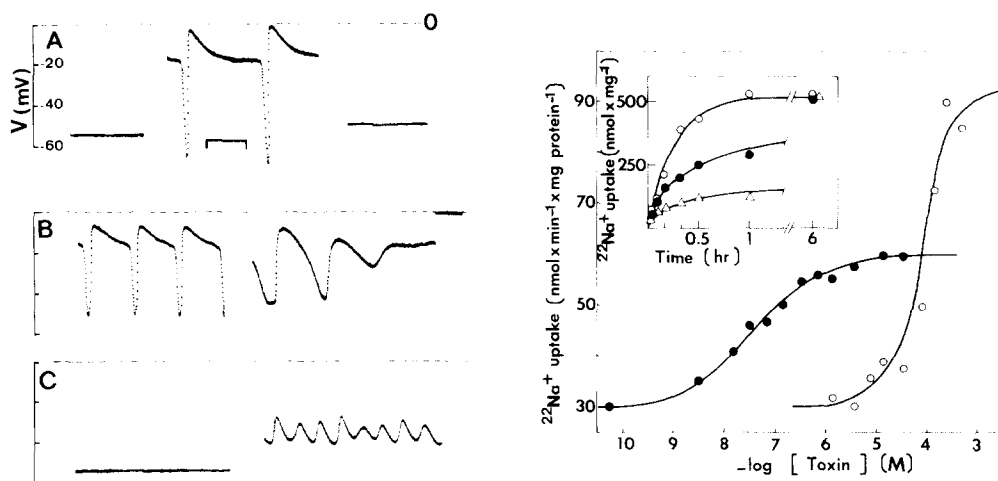 A
O
V (mV)
-20
-40
-60
B
C
²²Na⁺ uptake (nmol x min⁻¹ x mg protein⁻¹)
90
70
50
30
²²Na⁺ uptake (nmol x mg⁻¹)
500
250
0.5
1
6
Time (hr)
10
9
8
7
6
5
4
3
-log [ Toxin ] (M)